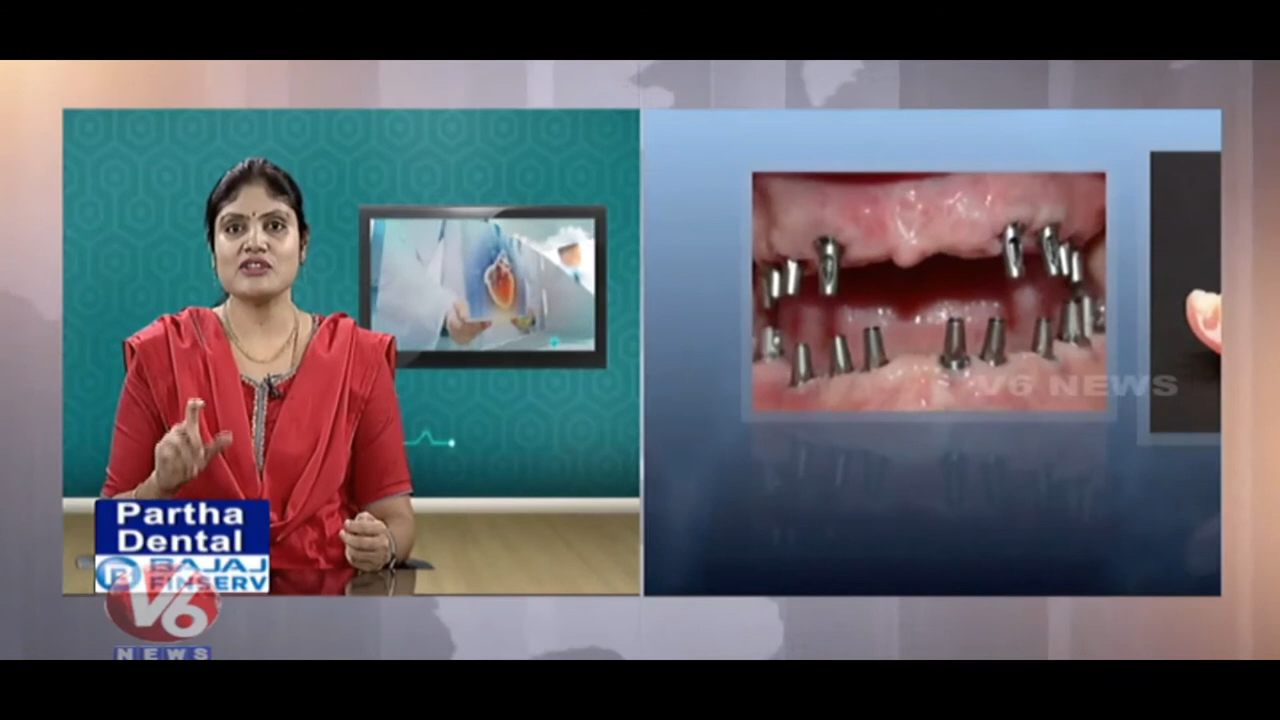 Partha
Dental
BAJAJ
FINSERV
V6
NEWS
V6 NEWS